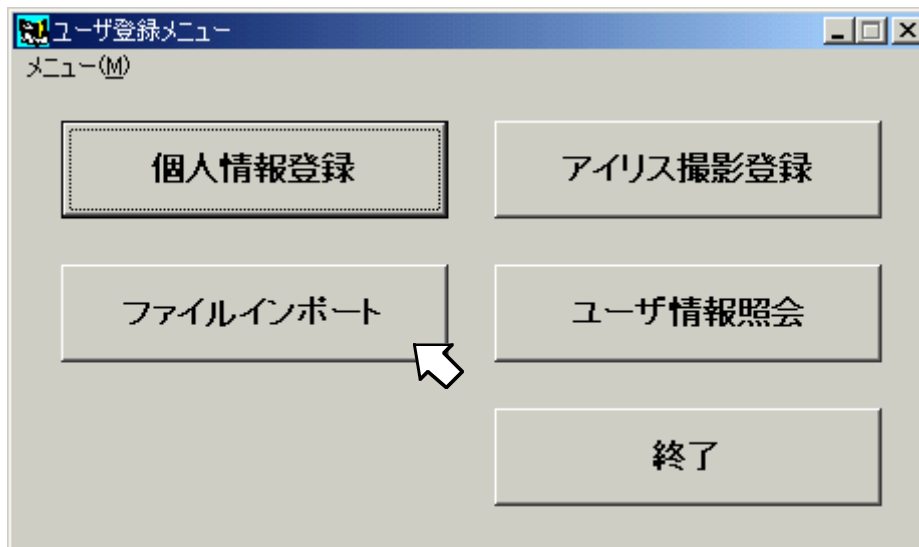 ユーザ登録メニュー
メニュー(M)
個人情報登録
アイリス撮影登録
ファイルインポート
ユーザ情報照会
終了